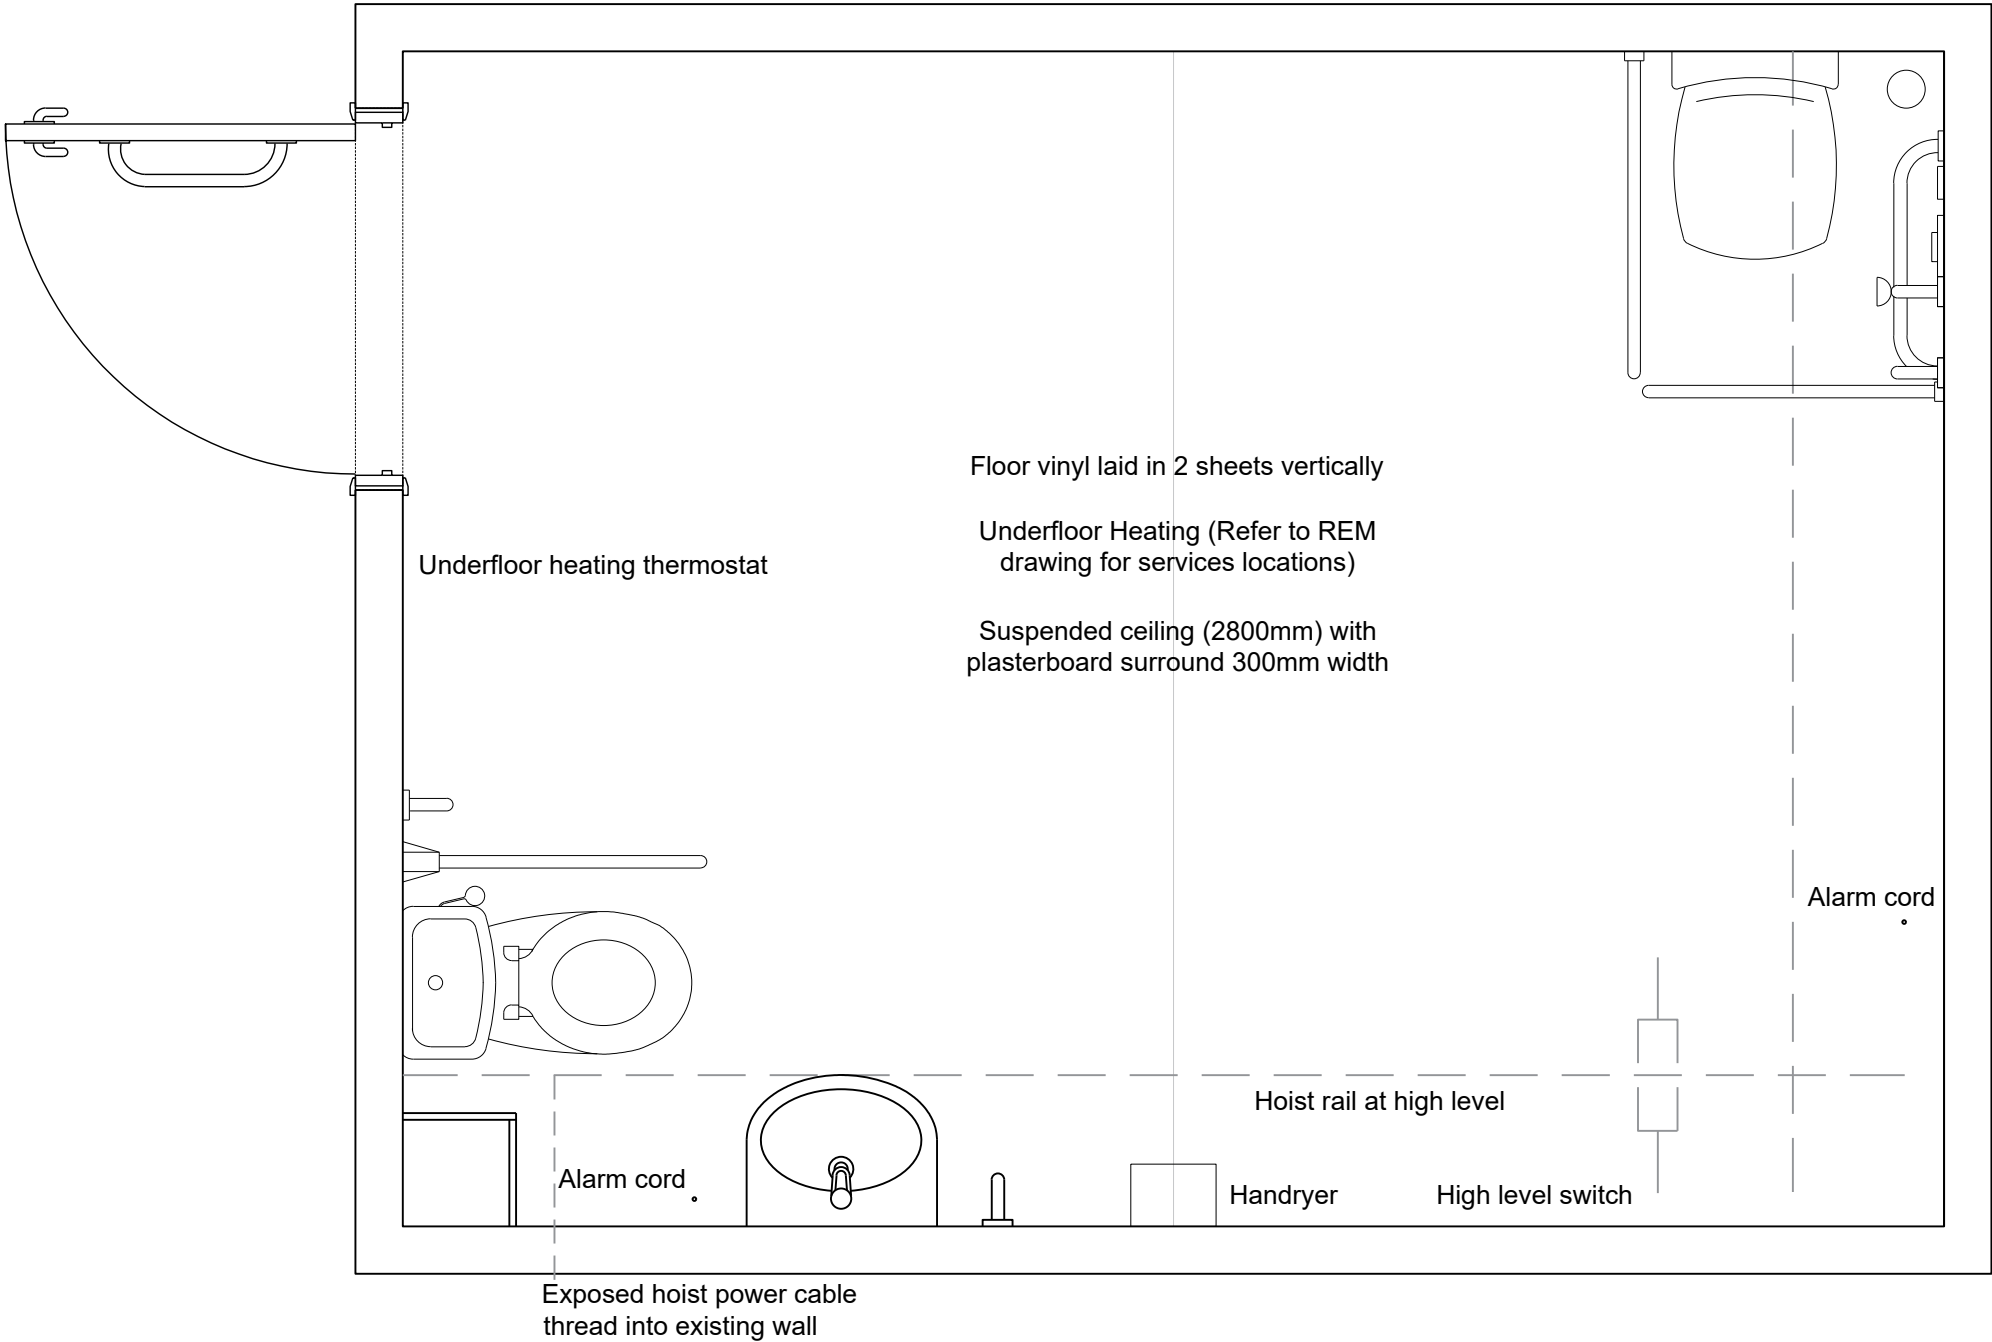 Floor vinyl laid in 2 sheets vertically
Underfloor Heating (Refer to REM
drawing for services locations)
Underfloor heating thermostat
Suspended ceiling (2800mm) with
plasterboard surround 300mm width
Alarm cord
Hoist rail at high level
Alarm cord
Handryer
High level switch
Exposed hoist power cable
thread into existing wall